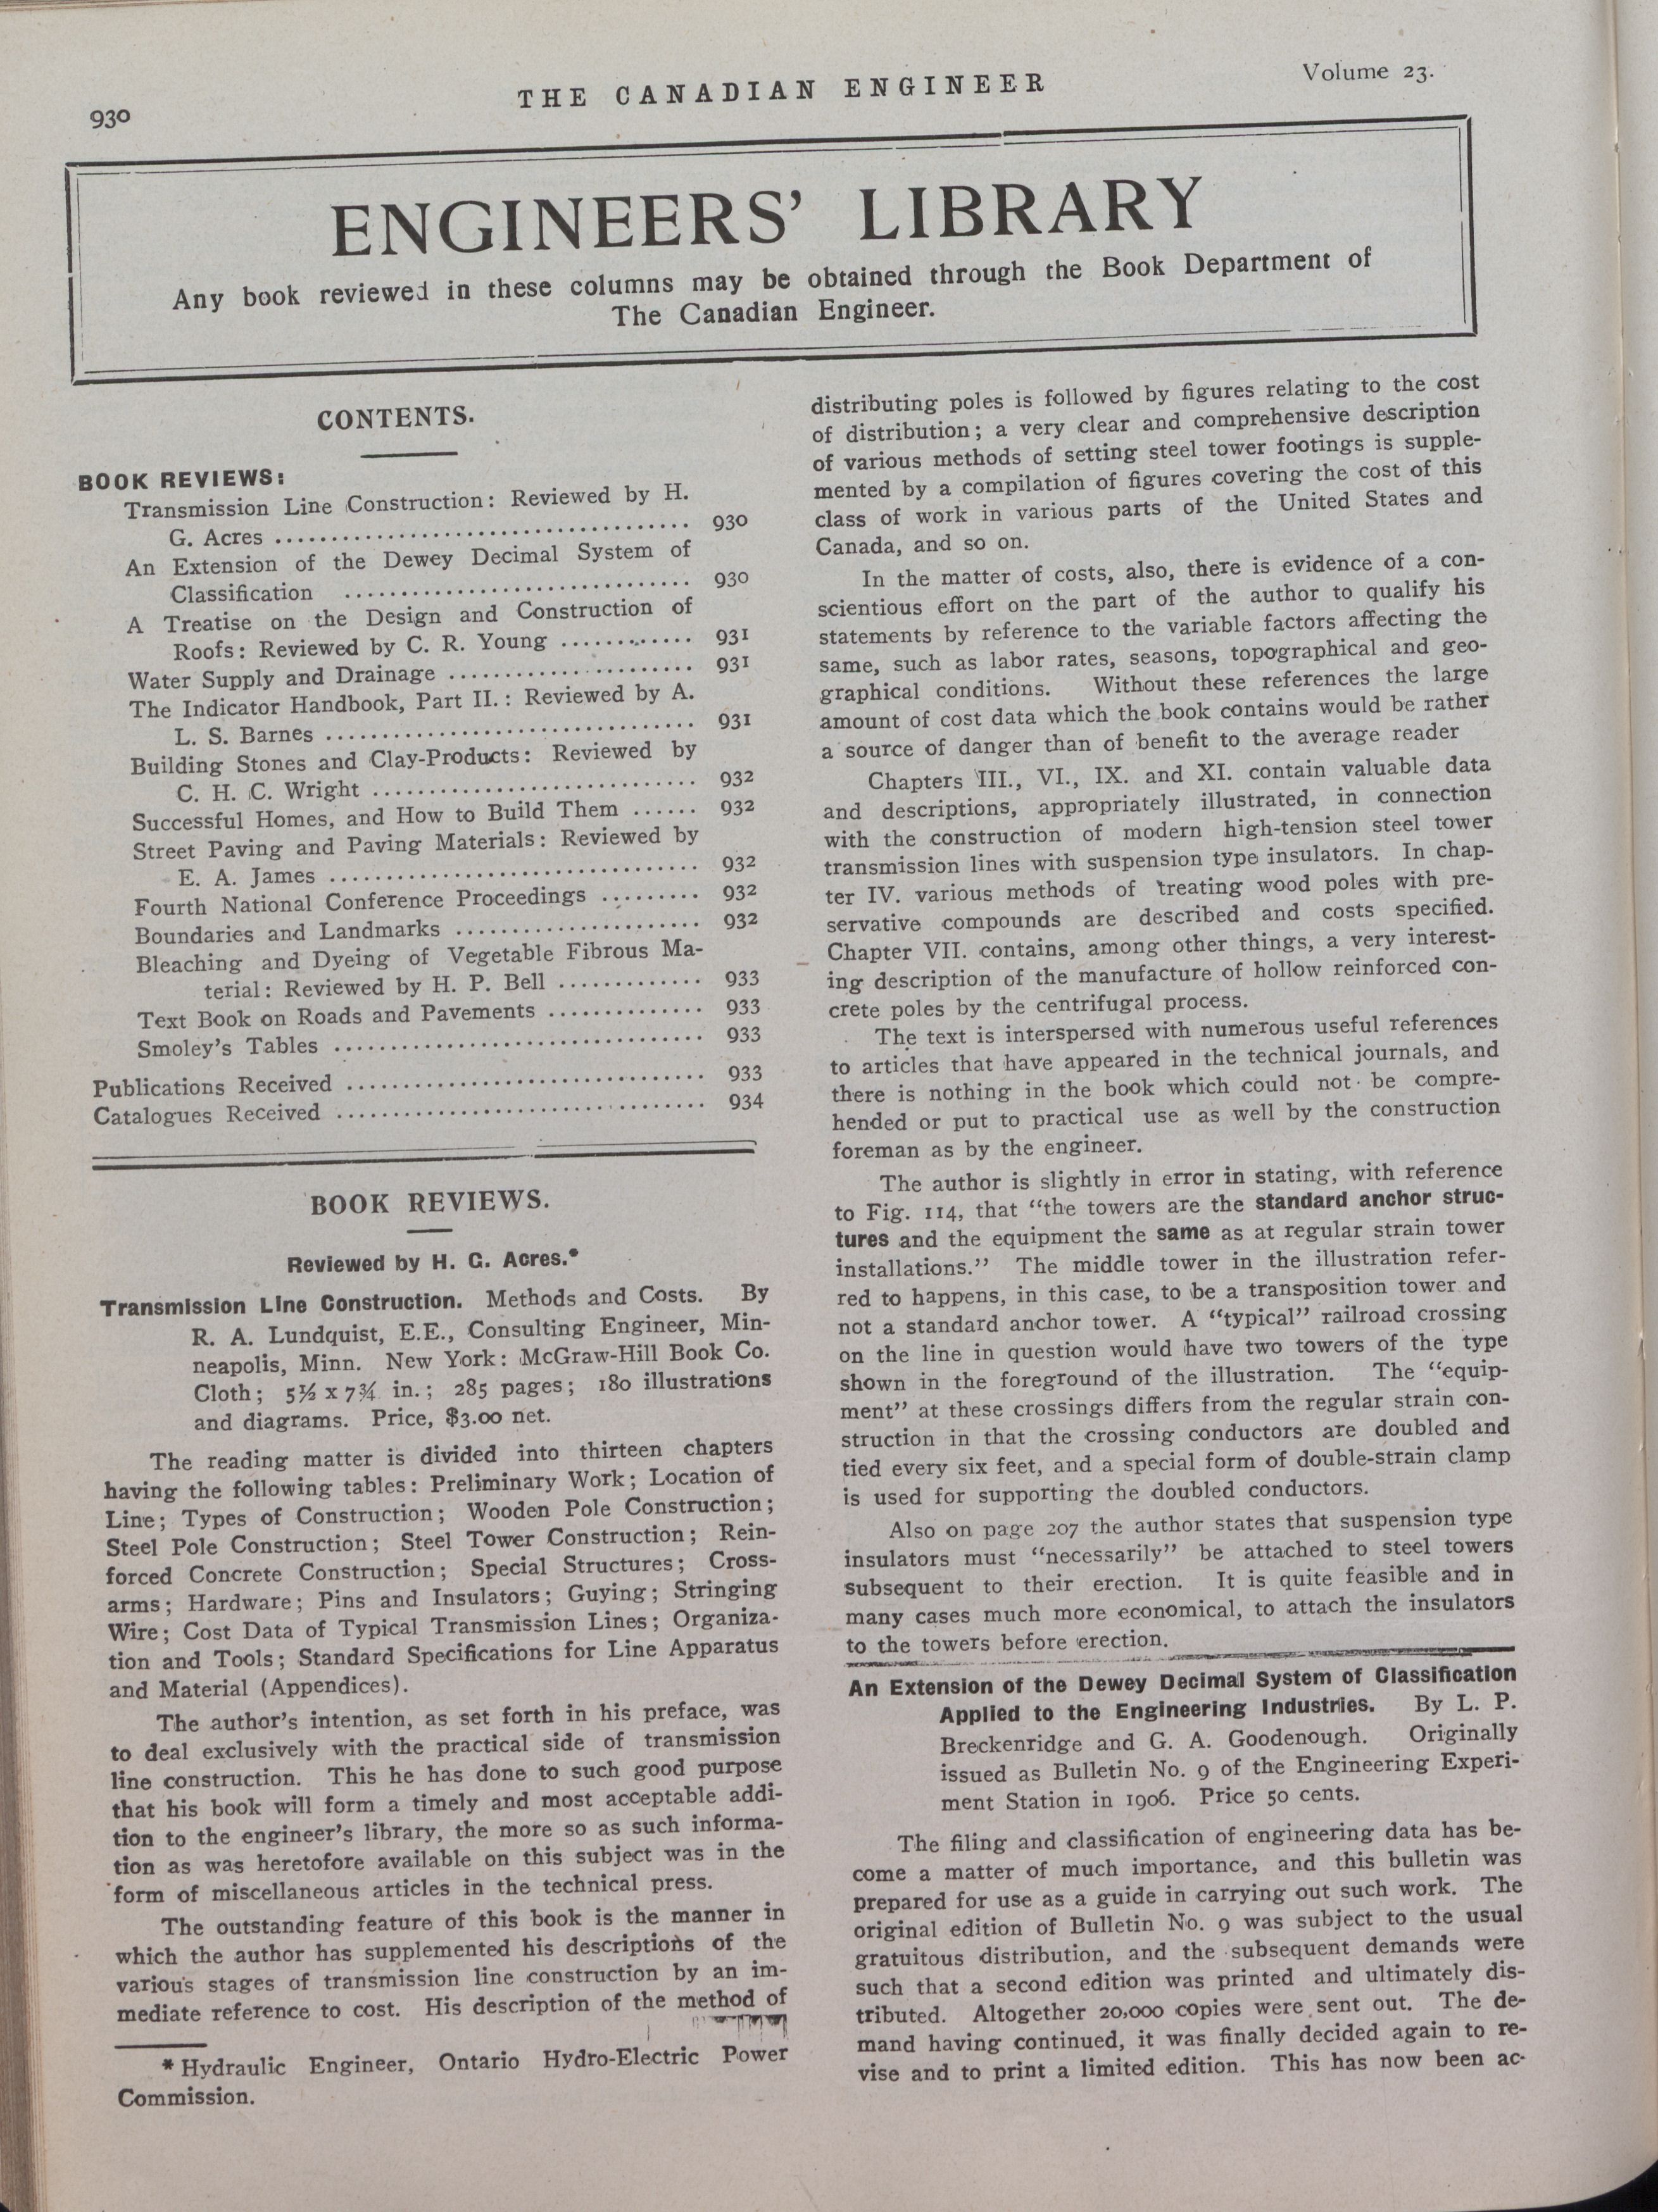 930
THE CANADIAN ENGINEER
Volume 23.
ENGINEERS' LIBRARY
Any book reviewed in these columns may be obtained through the Book Department of
The Canadian Engineer.
CONTENTS.
BOOK REVIEWS:
Transmission Line Construction: Reviewed by H.
G. Acres ..................................... 930
An Extension of the Dewey Decimal System of
Classification ............................... 930
A Treatise on the Design and Construction of
Roofs: Reviewed by C. R. Young ............ 931
Water Supply and Drainage ...................... 931
The Indicator Handbook, Part II.: Reviewed by A.
L. S. Barnes ................................. 931
Building Stones and Clay-Products: Reviewed by
C. H. C. Wright ............................. 932
Successful Homes, and How to Build Them ...... 932
Street Paving and Paving Materials: Reviewed by
E. A. James ................................. 932
Fourth National Conference Proceedings ......... 932
Boundaries and Landmarks ...................... 932
Bleaching and Dyeing of Vegetable Fibrous Ma-
terial: Reviewed by H. P. Bell ............. 933
Text Book on Roads and Pavements .............. 933
Smoley's Tables ................................. 933
Publications Received ................................ 933
Catalogues Received ................................. 934
BOOK REVIEWS.
Reviewed by H. G. Acres.*
Transmission Line Construction. Methods and Costs. By
R. A. Lundquist, E.E., Consulting Engineer, Min-
neapolis, Minn. New York: McGraw-Hill Book Co.
Cloth; 5½ x 7¾ in.; 285 pages; 180 illustrations
and diagrams. Price, $3.00 net.
The reading matter is divided into thirteen chapters
having the following tables: Preliminary Work; Location of
Line; Types of Construction; Wooden Pole Construction;
Steel Pole Construction; Steel Tower Construction; Rein-
forced Concrete Construction; Special Structures; Cross-
arms; Hardware; Pins and Insulators; Guying; Stringing
Wire; Cost Data of Typical Transmission Lines; Organiza-
tion and Tools; Standard Specifications for Line Apparatus
and Material (Appendices).
The author's intention, as set forth in his preface, was
to deal exclusively with the practical side of transmission
line construction. This he has done to such good purpose
that his book will form a timely and most acceptable addi-
tion to the engineer's library, the more so as such informa-
tion as was heretofore available on this subject was in the
form of miscellaneous articles in the technical press.
The outstanding feature of this book is the manner in
which the author has supplemented his descriptions of the
various stages of transmission line construction by an im-
mediate reference to cost. His description of the method of
* Hydraulic Engineer, Ontario Hydro-Electric Power
Commission.
distributing poles is followed by figures relating to the cost
of distribution; a very clear and comprehensive description
of various methods of setting steel tower footings is supple-
mented by a compilation of figures covering the cost of this
class of work in various parts of the United States and
Canada, and so on.
In the matter of costs, also, there is evidence of a con-
scientious effort on the part of the author to qualify his
statements by reference to the variable factors affecting the
same, such as labor rates, seasons, topographical and geo-
graphical conditions. Without these references the large
amount of cost data which the book contains would be rather
a source of danger than of benefit to the average reader
Chapters III., VI., IX. and XI. contain valuable data
and descriptions, appropriately illustrated, in connection
with the construction of modern high-tension steel tower
transmission lines with suspension type insulators. In chap-
ter IV. various methods of treating wood poles with pre-
servative compounds are described and costs specified.
Chapter VII. contains, among other things, a very interest-
ing description of the manufacture of hollow reinforced con-
crete poles by the centrifugal process.
The text is interspersed with numerous useful references
to articles that have appeared in the technical journals, and
there is nothing in the book which could not be compre-
hended or put to practical use as well by the construction
foreman as by the engineer.
The author is slightly in error in stating, with reference
to Fig. 114, that "the towers are the standard anchor struc-
tures and the equipment the same as at regular strain tower
installations." The middle tower in the illustration refer-
red to happens, in this case, to be a transposition tower and
not a standard anchor tower. A "typical" railroad crossing
on the line in question would have two towers of the type
shown in the foreground of the illustration. The "equip-
ment" at these crossings differs from the regular strain con-
struction in that the crossing conductors are doubled and
tied every six feet, and a special form of double-strain clamp
is used for supporting the doubled conductors.
Also on page 207 the author states that suspension type
insulators must "necessarily" be attached to steel towers
subsequent to their erection. It is quite feasible and in
many cases much more economical, to attach the insulators
to the towers before erection.
An Extension of the Dewey Decimal System of Classification
Applied to the Engineering Industries. By L. P.
Breckenridge and G. A. Goodenough. Originally
issued as Bulletin No. 9 of the Engineering Experi-
ment Station in 1906. Price 50 cents.
The filing and classification of engineering data has be-
come a matter of much importance, and this bulletin was
prepared for use as a guide in carrying out such work. The
original edition of Bulletin No. 9 was subject to the usual
gratuitous distribution, and the subsequent demands were
such that a second edition was printed and ultimately dis-
tributed. Altogether 20,000 copies were sent out. The de-
mand having continued, it was finally decided again to re-
vise and to print a limited edition. This has now been ac-